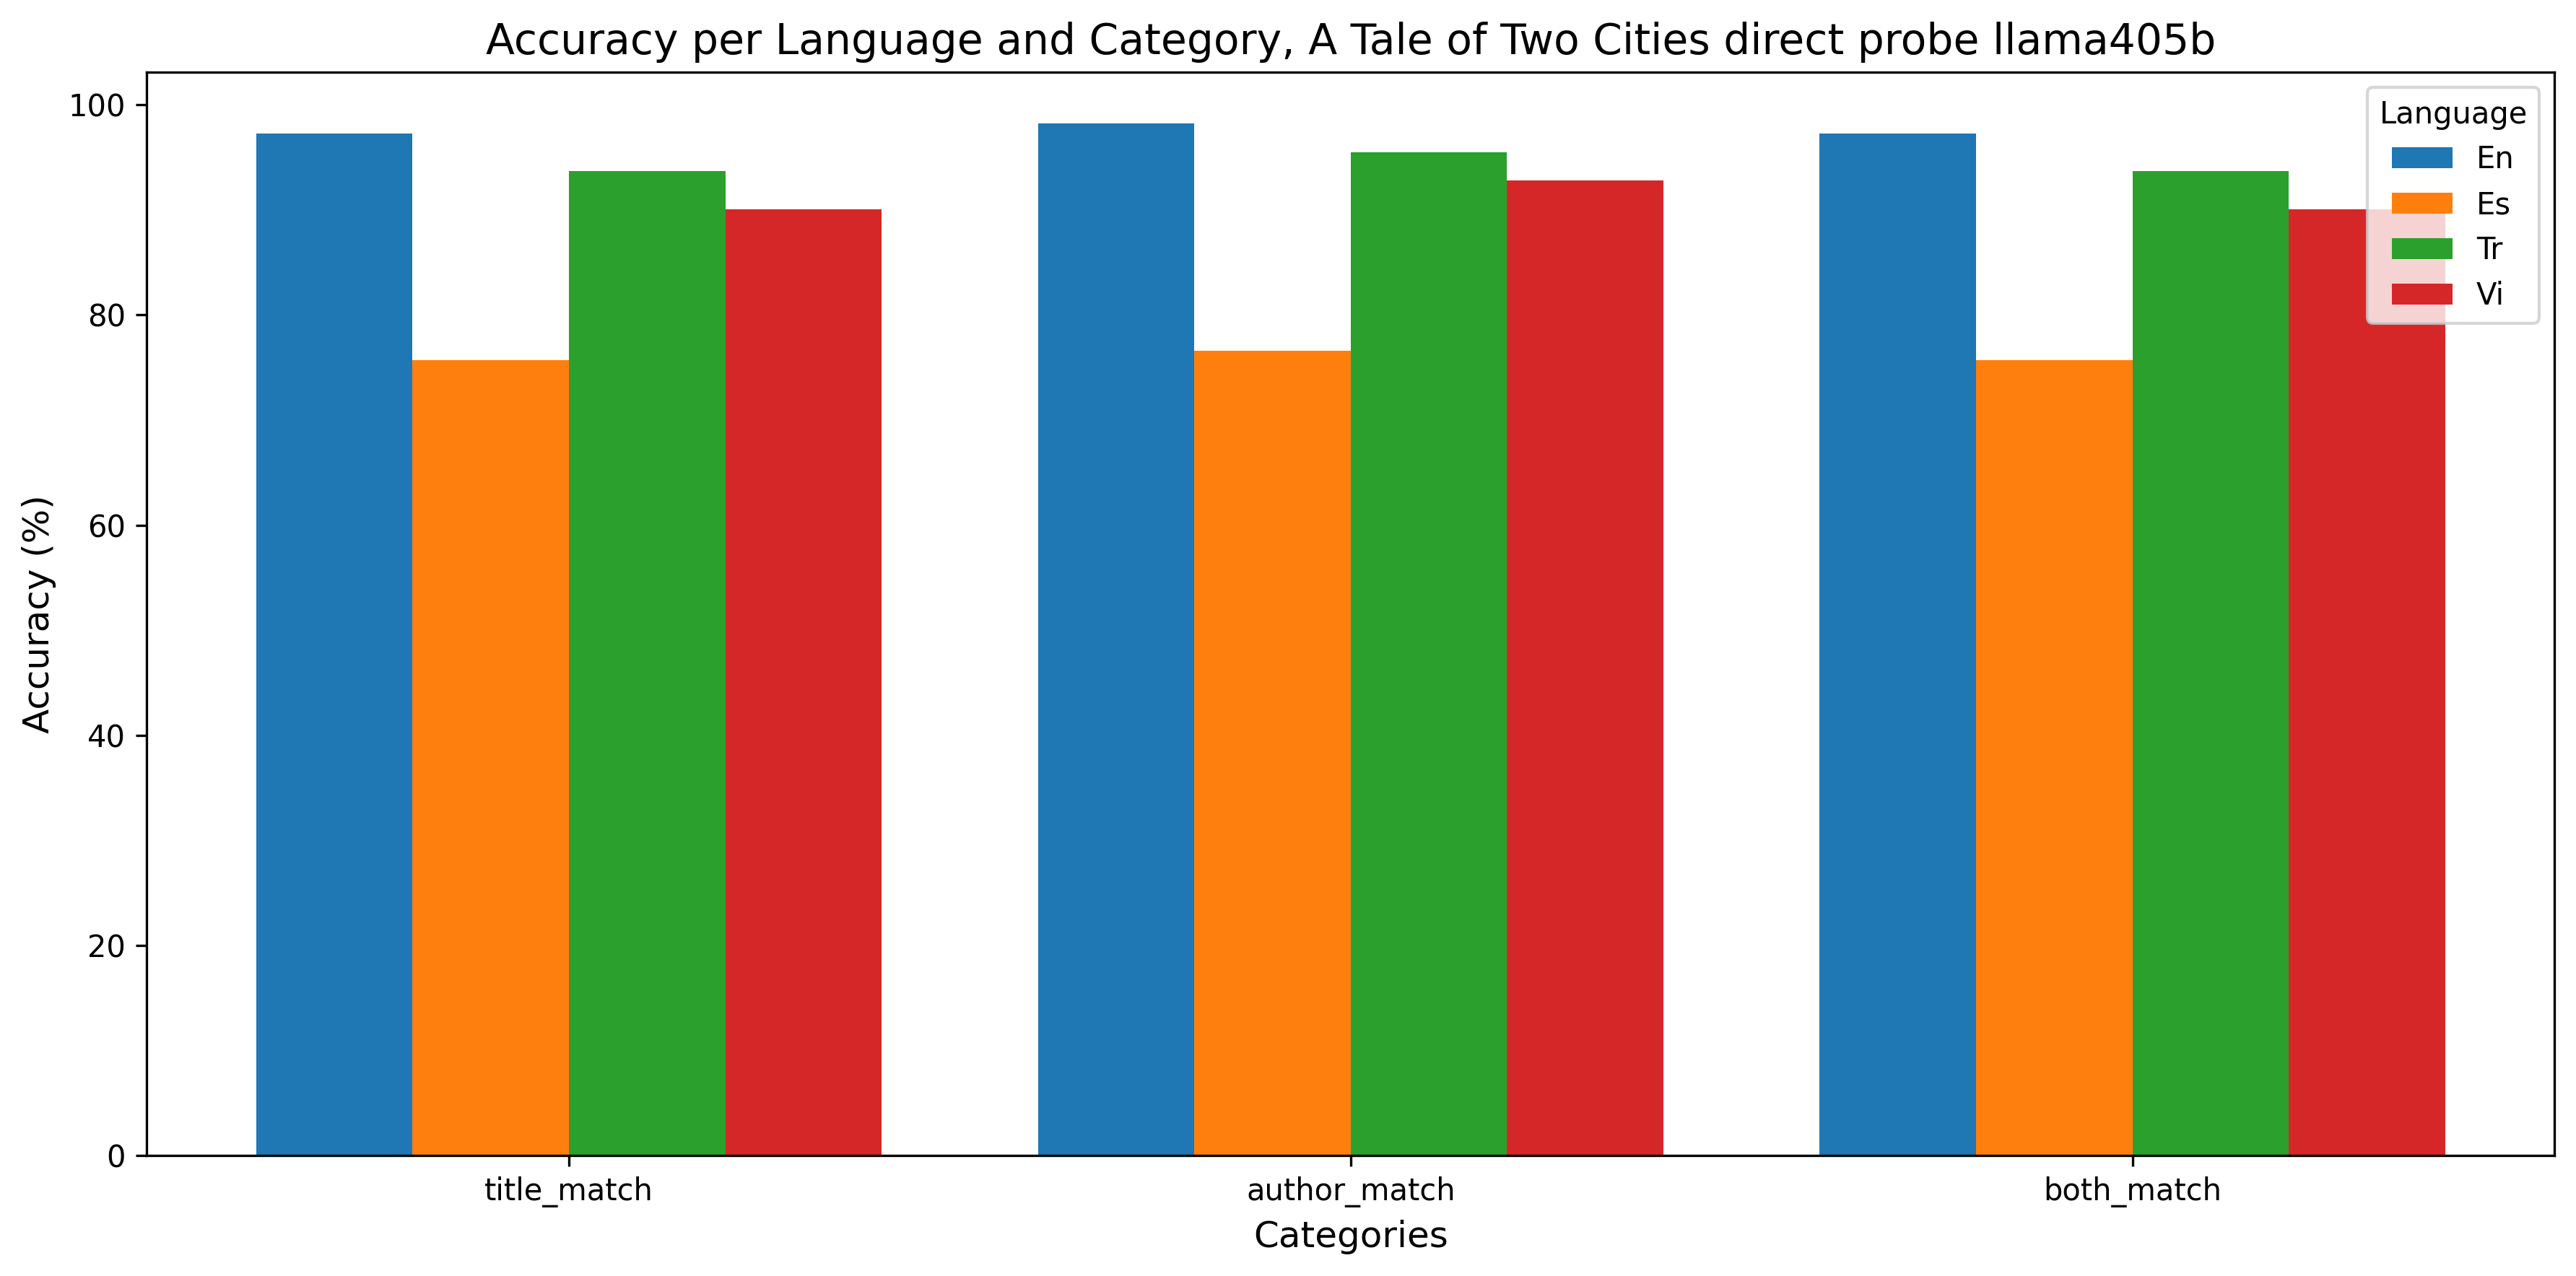 Accuracy per Language and Category, A Tale of Two Cities direct probe llama405b
Language
En
Es
Tr
Vi
Accuracy (%)
100
80
60
40
20
0
title_match
author_match
both_match
Categories